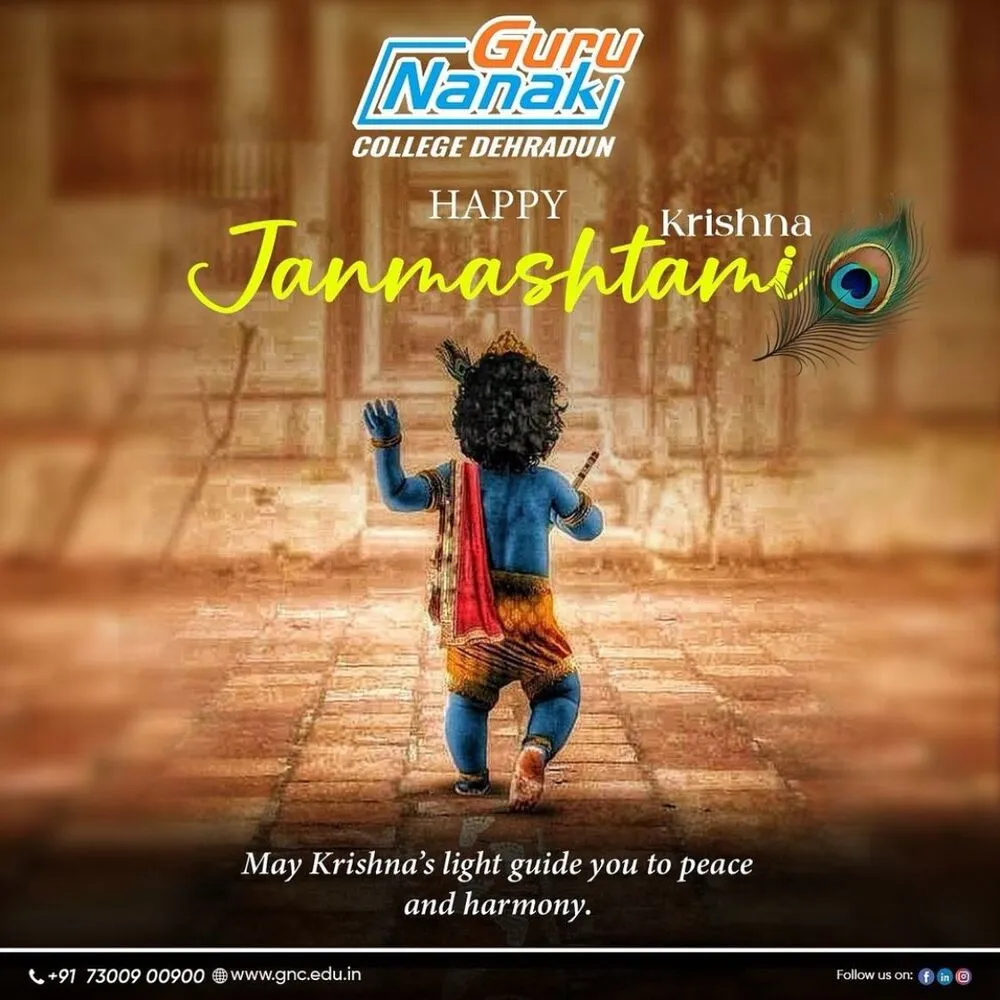 Guru
Nanak
COLLEGE DEHRADUN
HAPPY
Krishna
Janmashtami
May Krishna's light guide you to peace
and harmony.
+91 73009 00900 www.gnc.edu.in
Follow us on: